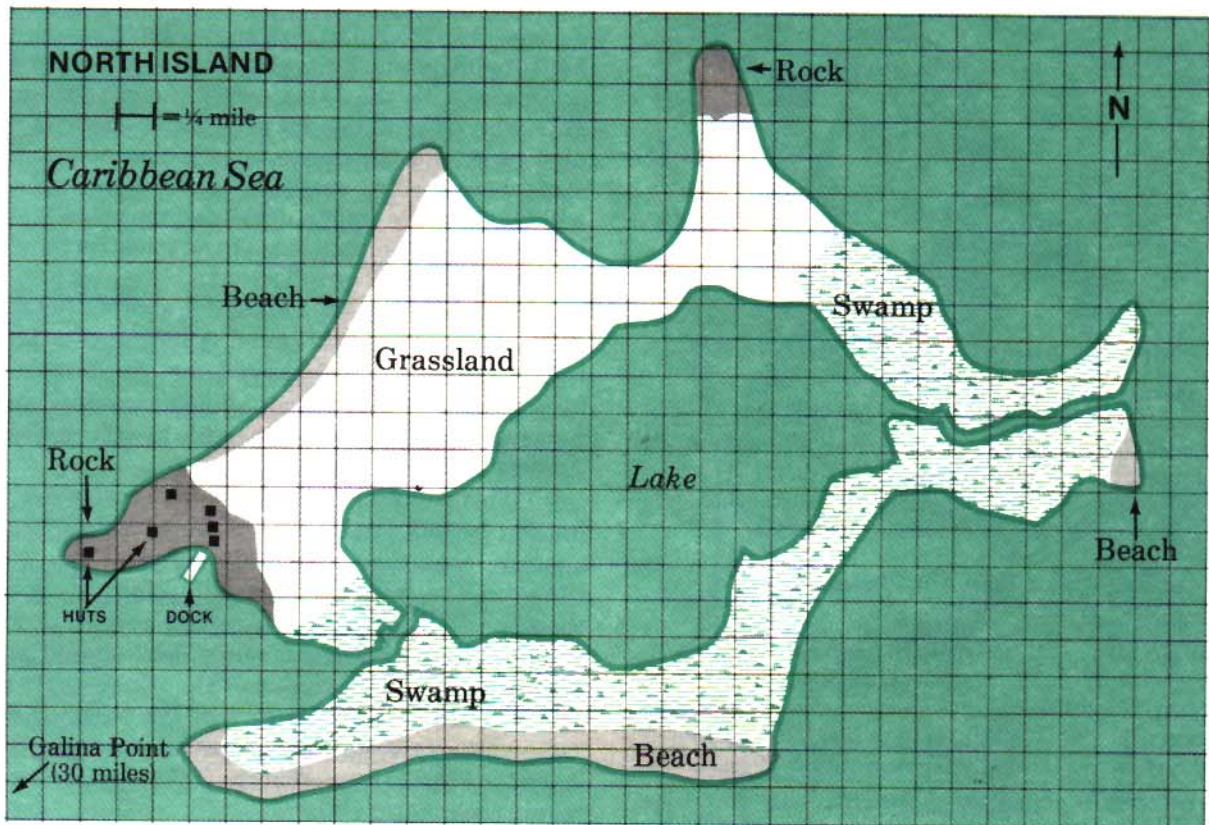 NORTH ISLAND
= ¼ mile
Caribbean Sea
Rock
N
Beach
Swamp
Grassland
Rock
Lake
Beach
HUTS
DOCK
Swamp
Beach
Galina Point
(30 miles)